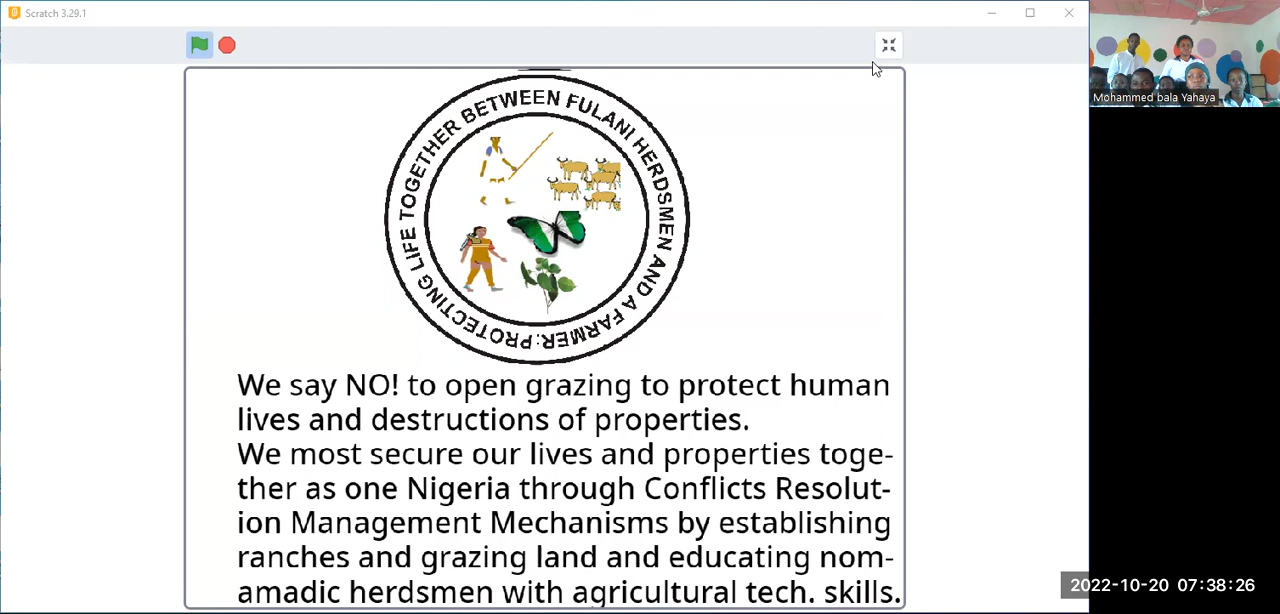 Scratch 3.29.1
Mohammed bala Yahaya
PROTECTING LIFE TOGETHER BETWEEN FULANI HERDSMEN AND A FARMER:
We say NO! to open grazing to protect human
lives and destructions of properties.
We most secure our lives and properties toge-
ther as one Nigeria through Conflicts Resolut-
ion Management Mechanisms by establishing
ranches and grazing land and educating nom-
amadic herdsmen with agricultural tech. skills.
2022-10-20 07:38:26